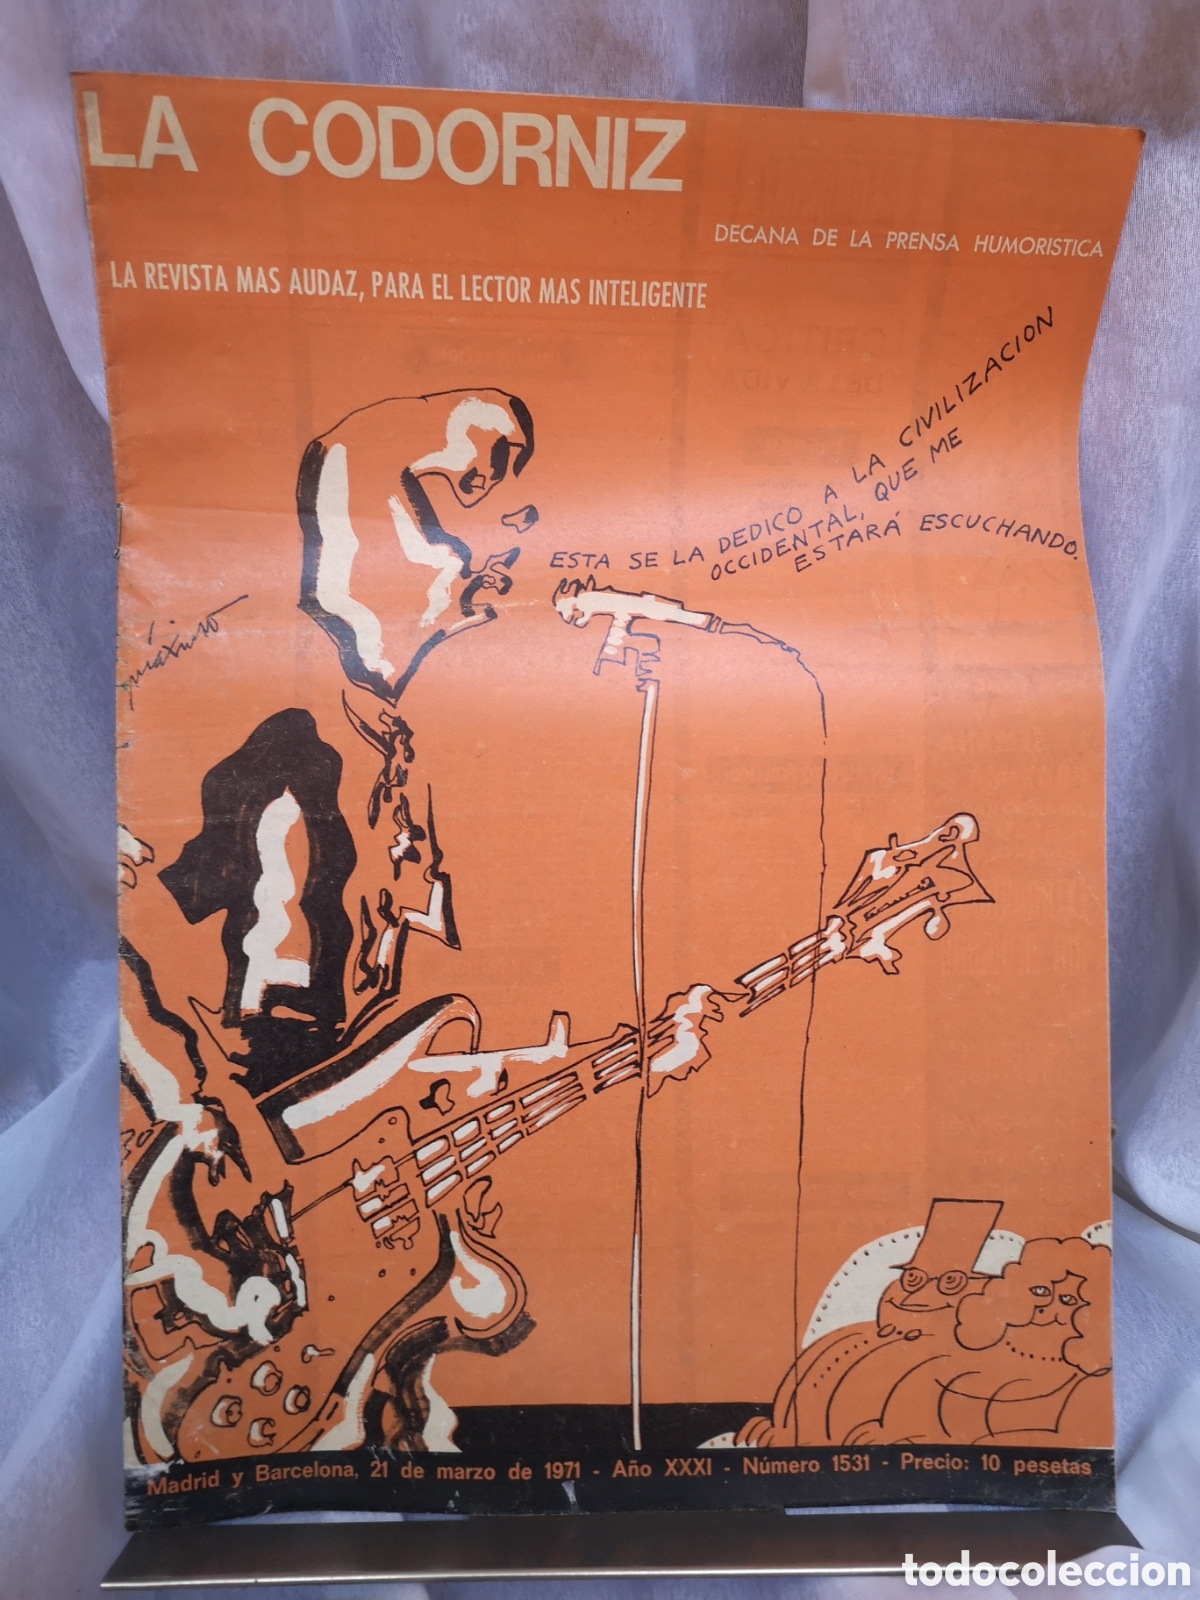 LA CODORNIZ
DECANA DE LA PRENSA HUMORISTICA
LA REVISTA MAS AUDAZ, PARA EL LECTOR MAS INTELIGENTE
ESTA SE LA DEDICO A LA CIVILIZACION
OCCIDENTAL, QUE ME
ESTARÁ ESCUCHANDO.
máximo
Madrid y Barcelona, 21 de marzo de 1971 - Año XXXI - Número 1531 - Precio: 10 pesetas
todocoleccion